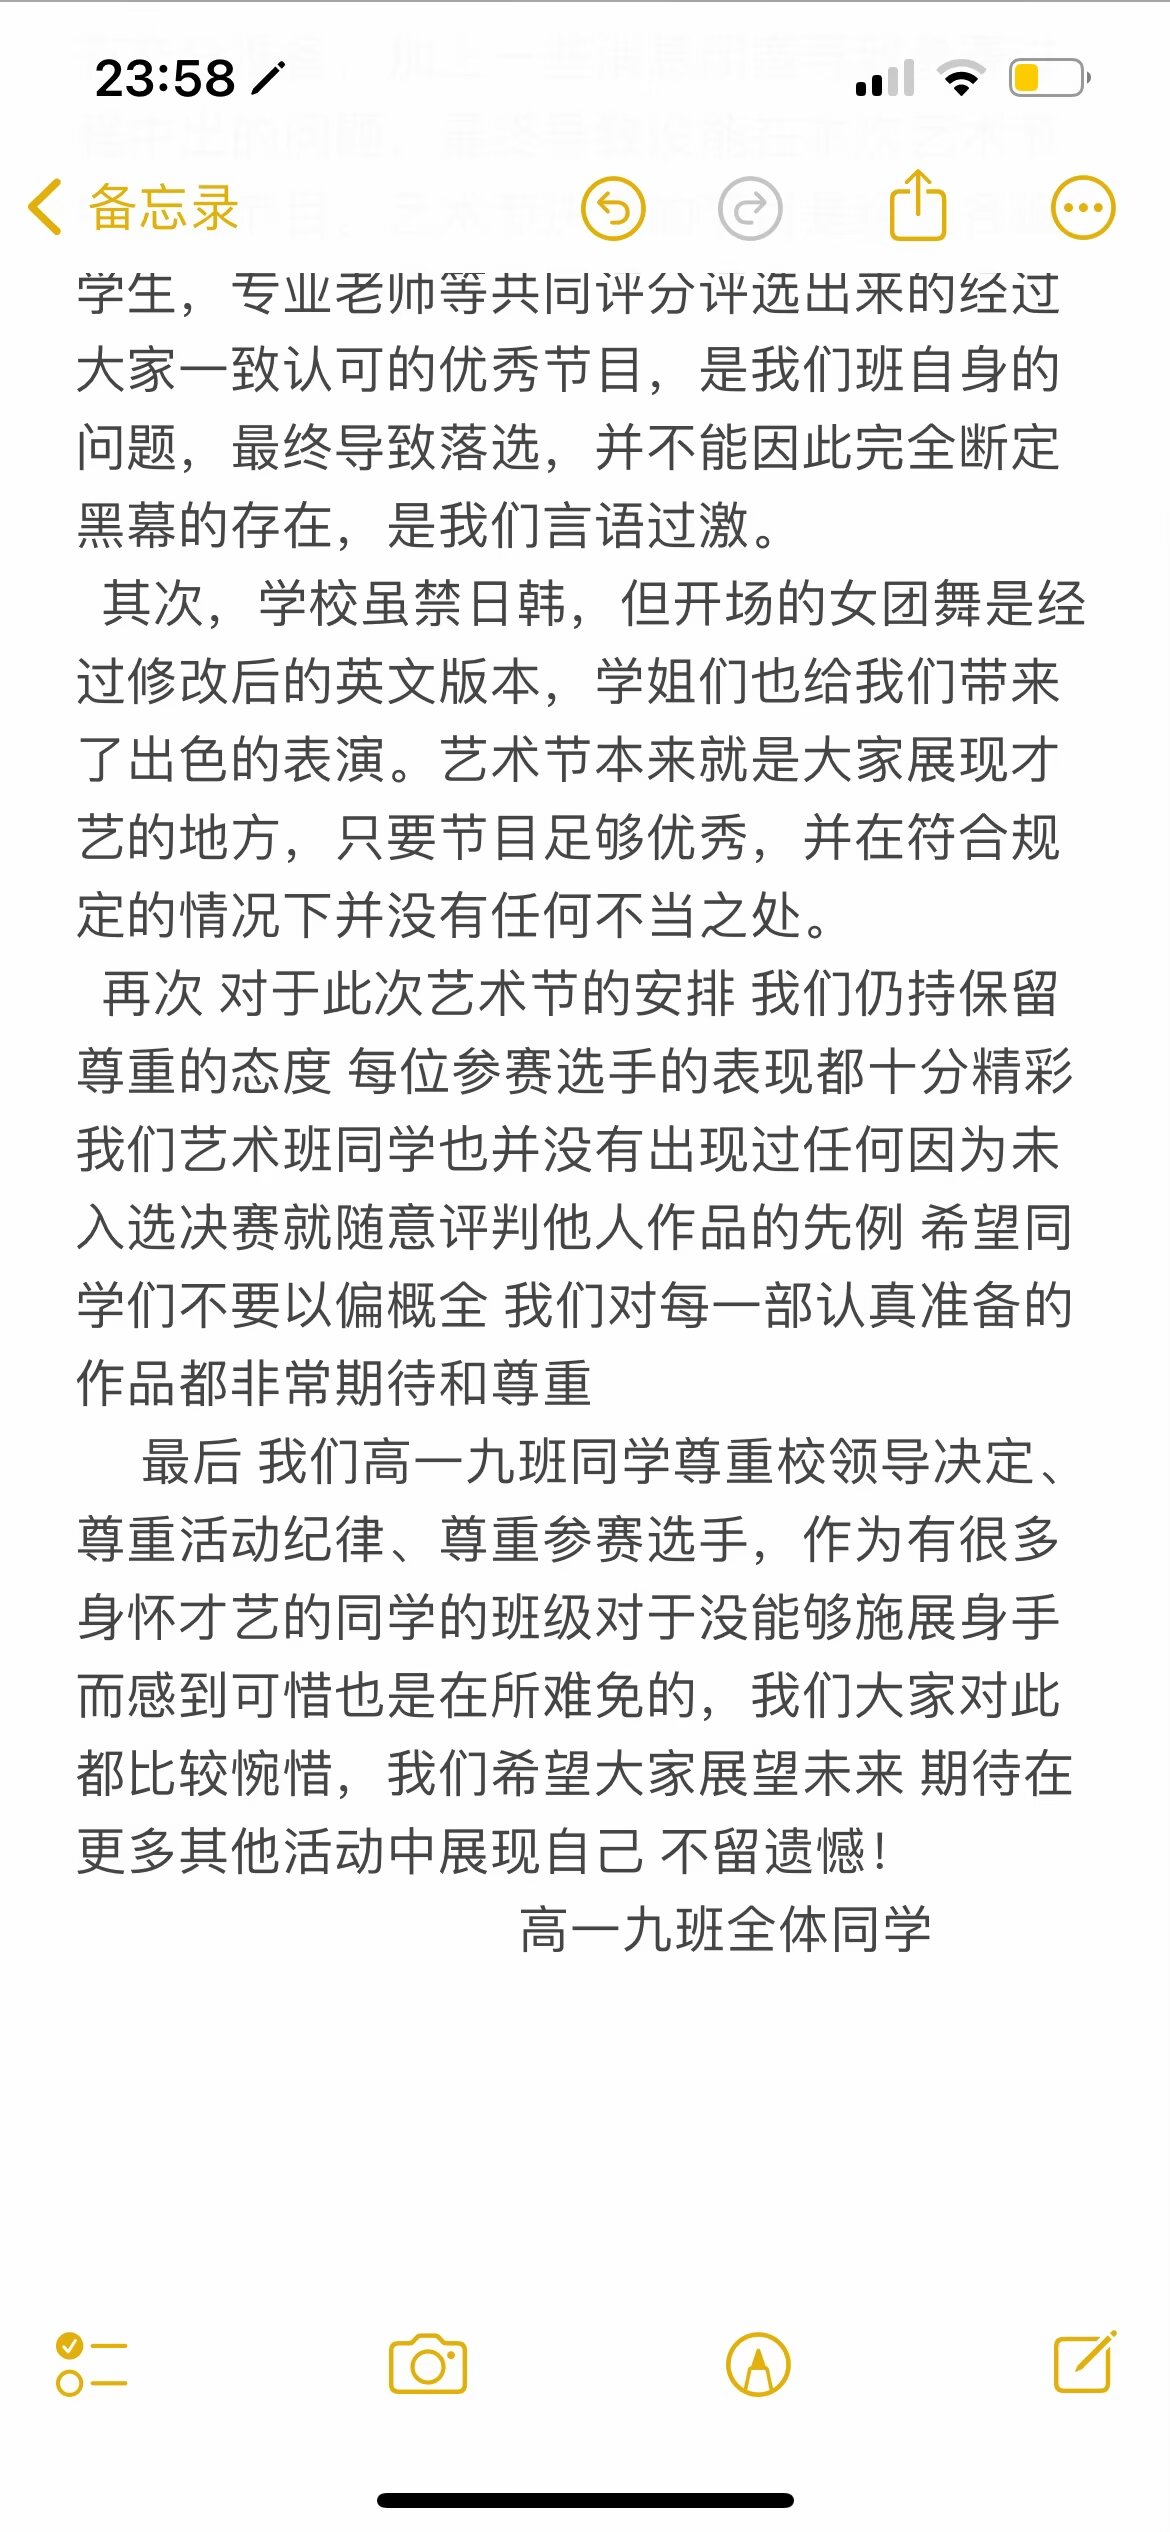 23:58
备忘录
学生，专业老师等共同评分评选出来的经过
大家一致认可的优秀节目，是我们班自身的
问题，最终导致落选，并不能因此完全断定
黑幕的存在，是我们言语过激。
其次，学校虽禁日韩，但开场的女团舞是经
过修改后的英文版本，学姐们也给我们带来
了出色的表演。艺术节本来就是大家展现才
艺的地方，只要节目足够优秀，并在符合规
定的情况下并没有任何不当之处。
再次 对于此次艺术节的安排 我们仍持保留
尊重的态度 每位参赛选手的表现都十分精彩
我们艺术班同学也并没有出现过任何因为未
入选决赛就随意评判他人作品的先例 希望同
学们不要以偏概全 我们对每一部认真准备的
作品都非常期待和尊重
最后 我们高一九班同学尊重校领导决定、
尊重活动纪律、尊重参赛选手，作为有很多
身怀才艺的同学的班级对于没能够施展身手
而感到可惜也是在所难免的，我们大家对此
都比较惋惜，我们希望大家展望未来 期待在
更多其他活动中展现自己 不留遗憾！
高一九班全体同学